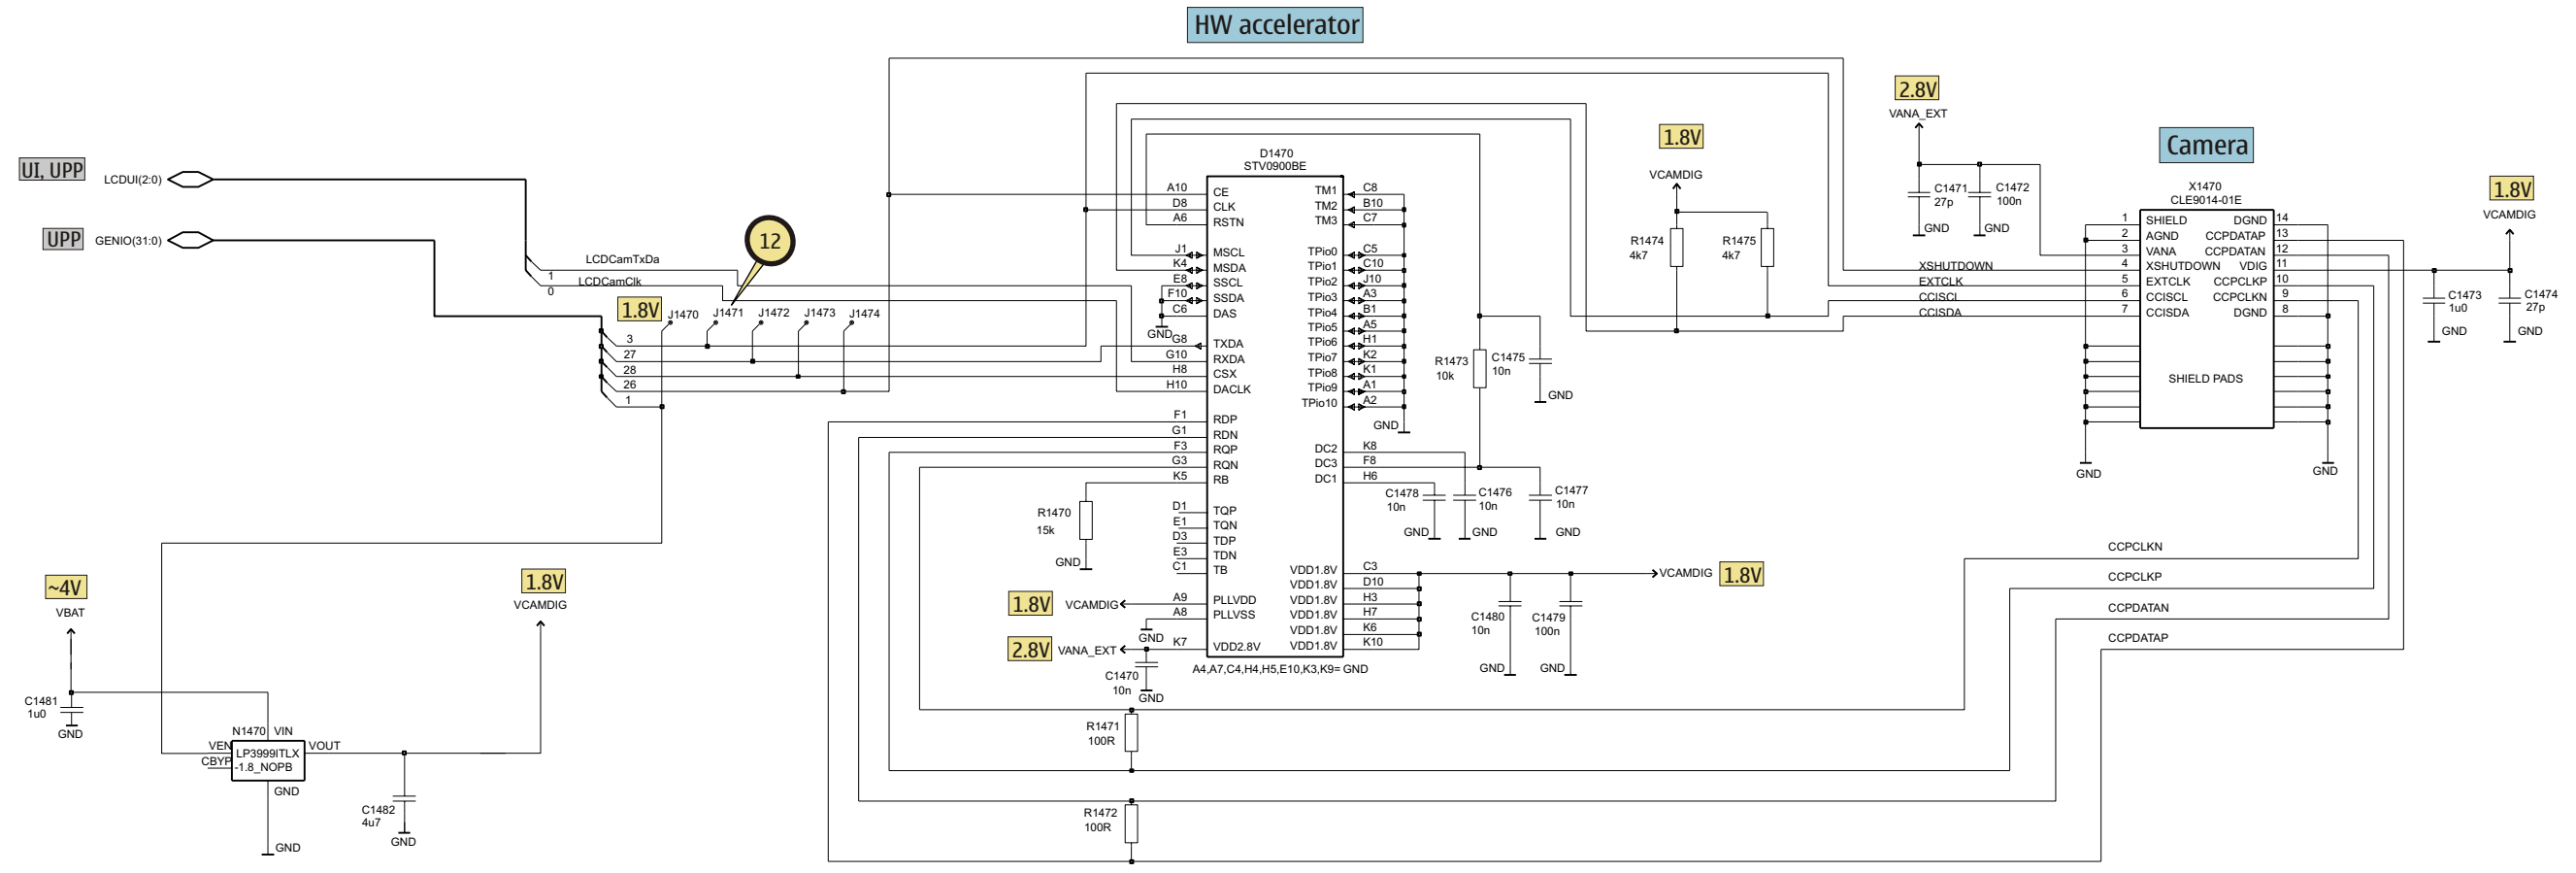 HW accelerator
UI, UPP
LCDUI(2:0)
UPP
GENIO(31:0)
LCDCamTxDa
1
LCDCamClk
0
12
1.8V
J1470
J1471
J1472
J1473
J1474
3
27
28
26
1
D1470
STV0900BE
A10 CE
D8 CLK
A6 RSTN
J1 MSCL
K4 MSDA
E8 SSCL
F10 SSDA
C6 DAS
GND
G8 TXDA
G10 RXDA
H8 CSX
H10 DACLK
F1 RDP
G1 RDN
F3 RQP
G3 RQN
K5 RB
D1 TQP
E1 TQN
D3 TDP
E3 TDN
C1 TB
A9 PLLVDD
A8 PLLVSS
K7 VDD2.8V
TM1 C8
TM2 B10
TM3 C7
TPio0 C5
TPio1 C10
TPio2 J10
TPio3 A3
TPio4 B1
TPio5 A5
TPio6 H1
TPio7 K2
TPio8 K1
TPio9 A1
TPio10 A2
GND
DC2 K8
DC3 F8
DC1 H6
VDD1.8V C3
VDD1.8V D10
VDD1.8V H3
VDD1.8V H7
VDD1.8V K6
VDD1.8V K10
A4,A7,C4,H4,H5,E10,K3,K9= GND
R1470
15k
GND
1.8V VCAMDIG
GND
2.8V VANA_EXT
C1470
10n
GND
R1471
100R
R1472
100R
R1473
10k
C1475
10n
GND
C1478
10n
GND
C1476
10n
GND
C1477
10n
GND
VCAMDIG 1.8V
C1480
10n
GND
C1479
100n
GND
1.8V
VCAMDIG
R1474
4k7
R1475
4k7
2.8V
VANA_EXT
C1471
27p
GND
C1472
100n
GND
XSHUTDOWN
EXTCLK
CCISCL
CCISDA
Camera
X1470
CLE9014-01E
1 SHIELD
2 AGND
3 VANA
4 XSHUTDOWN
5 EXTCLK
6 CCISCL
7 CCISDA
DGND 14
CCPDATAP 13
CCPDATAN 12
VDIG 11
CCPCLKP 10
CCPCLKN 9
DGND 8
SHIELD PADS
GND
GND
1.8V
VCAMDIG
C1473
1u0
GND
C1474
27p
GND
CCPCLKN
CCPCLKP
CCPDATAN
CCPDATAP
~4V
VBAT
C1481
1u0
GND
1.8V
VCAMDIG
N1470 VIN
VEN
LP3999ITLX
-1.8_NOPB
VOUT
CBYP
GND
GND
C1482
4u7
GND